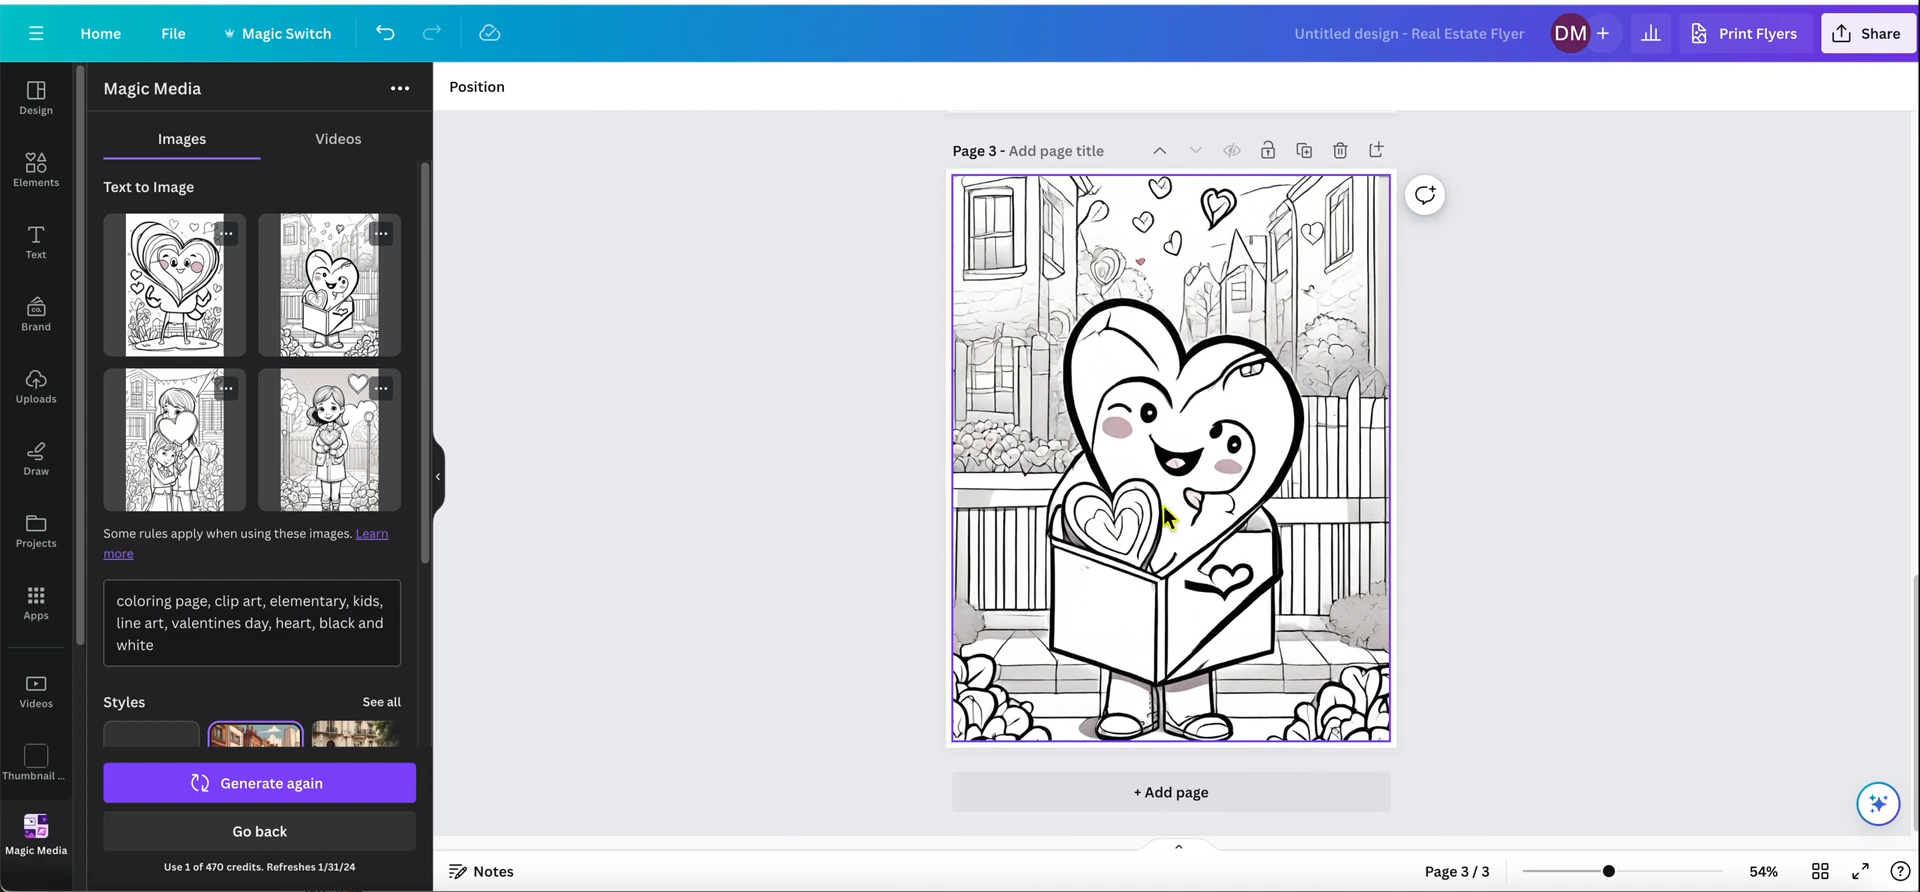 Home File Magic Switch Untitled design - Real Estate Flyer DM + Print Flyers Share
Design
Elements
Text
Brand
Uploads
Draw
Projects
Apps
Videos
Thumbnail ...
Magic Media
Magic Media
Images Videos
Text to Image
Some rules apply when using these images. Learn
more
coloring page, clip art, elementary, kids,
line art, valentines day, heart, black and
white
Styles See all
Generate again
Go back
Use 1 of 470 credits. Refreshes 1/31/24
Position
Page 3 - Add page title
+ Add page
Notes Page 3 / 3 54%